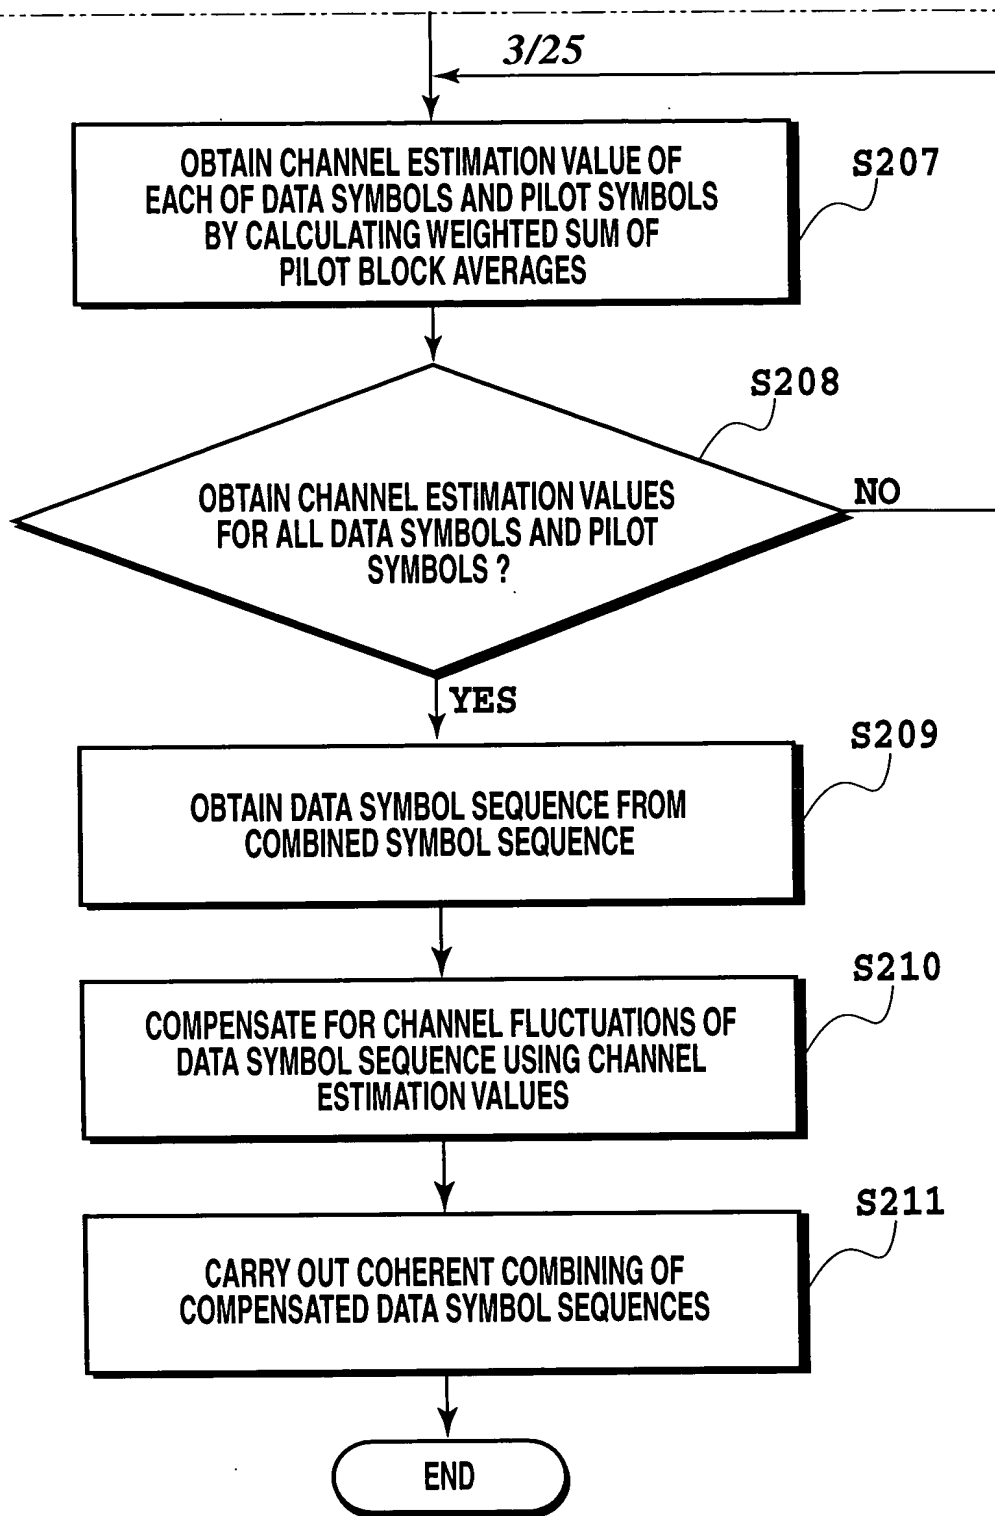 3/25
OBTAIN CHANNEL ESTIMATION VALUE OF
EACH OF DATA SYMBOLS AND PILOT SYMBOLS
BY CALCULATING WEIGHTED SUM OF
PILOT BLOCK AVERAGES
S207
S208
OBTAIN CHANNEL ESTIMATION VALUES
FOR ALL DATA SYMBOLS AND PILOT
SYMBOLS ?
NO
YES
S209
OBTAIN DATA SYMBOL SEQUENCE FROM
COMBINED SYMBOL SEQUENCE
S210
COMPENSATE FOR CHANNEL FLUCTUATIONS OF
DATA SYMBOL SEQUENCE USING CHANNEL
ESTIMATION VALUES
S211
CARRY OUT COHERENT COMBINING OF
COMPENSATED DATA SYMBOL SEQUENCES
END